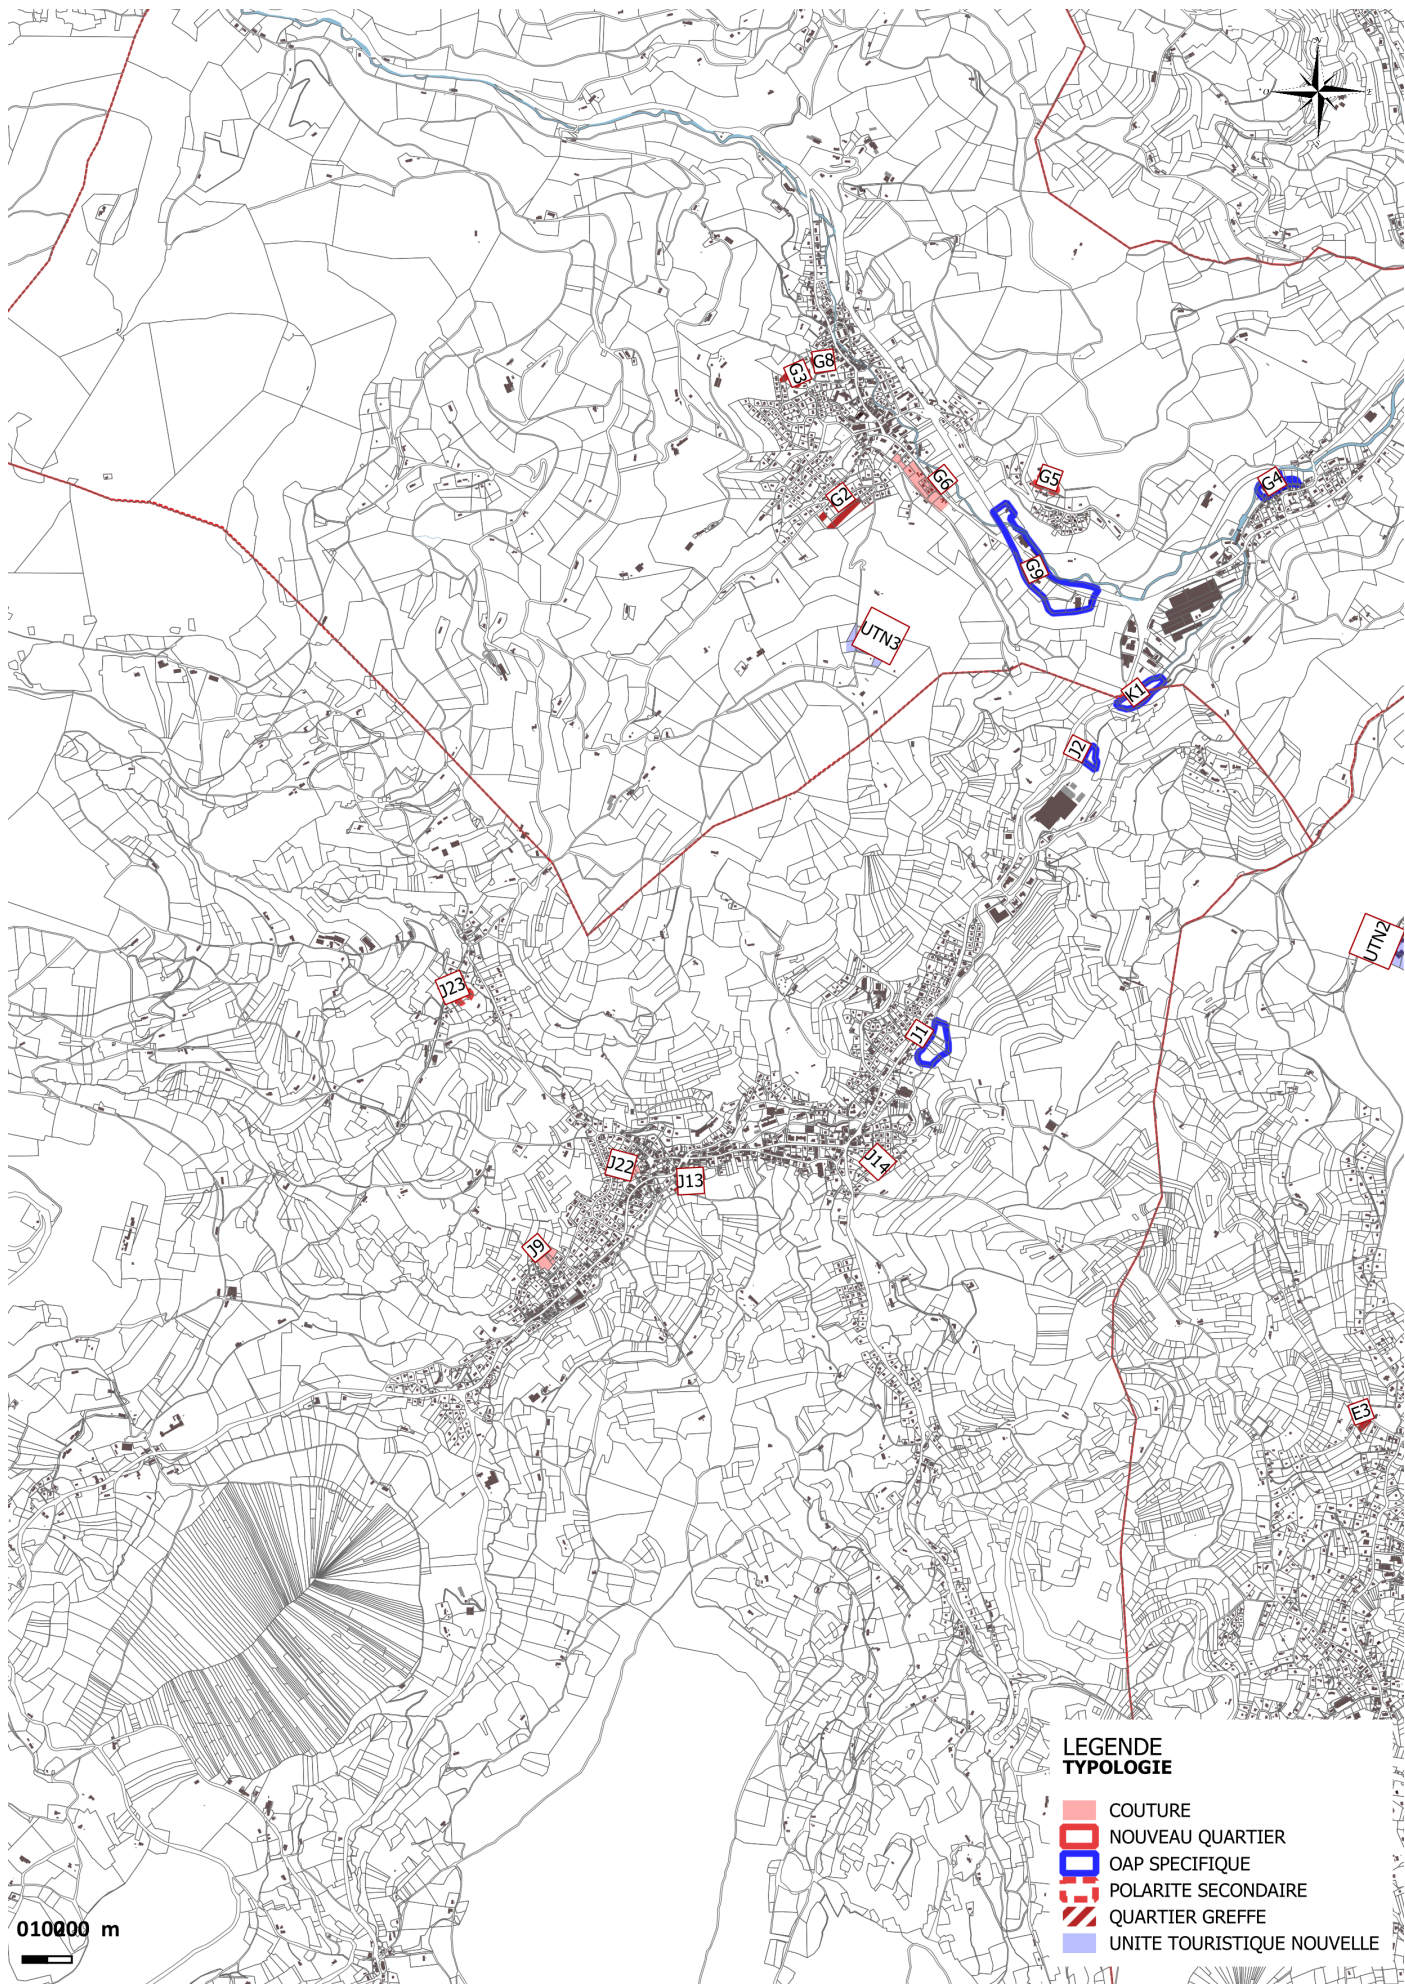 N
O
E
G3
G8
G6
G5
G4
G2
G9
UTN3
K1
J2
UTN2
J23
J1
J22
J13
J14
J9
E3
LEGENDE
TYPOLOGIE
COUTURE
NOUVEAU QUARTIER
OAP SPECIFIQUE
POLARITE SECONDAIRE
QUARTIER GREFFE
UNITE TOURISTIQUE NOUVELLE